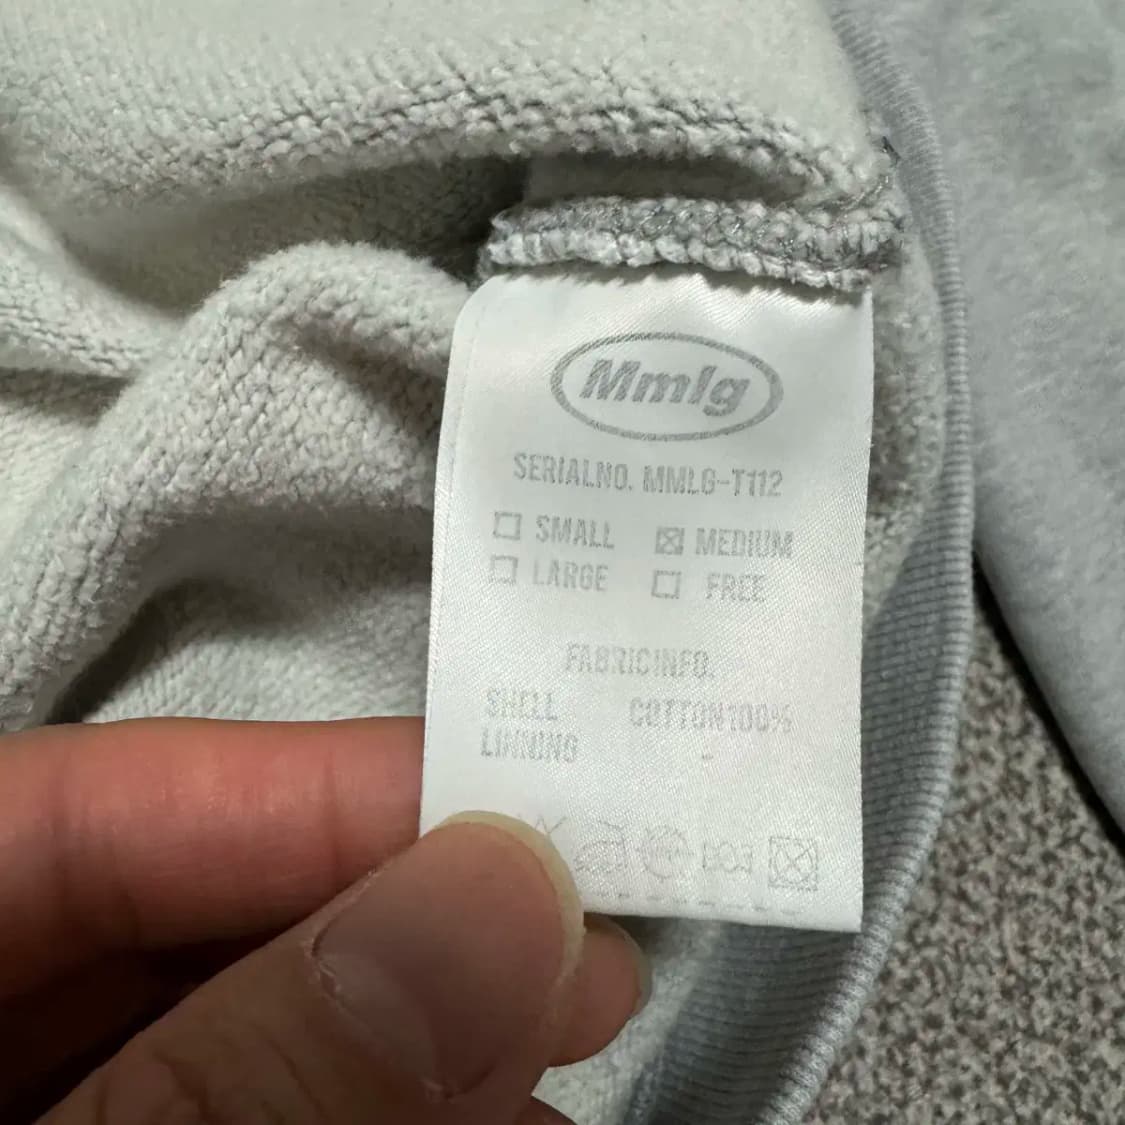 Mmlg
SERIALNO. MMLG-T112
SMALL MEDIUM
LARGE FREE
FABRICINFO.
SHELL COTTON100%
LINNING -